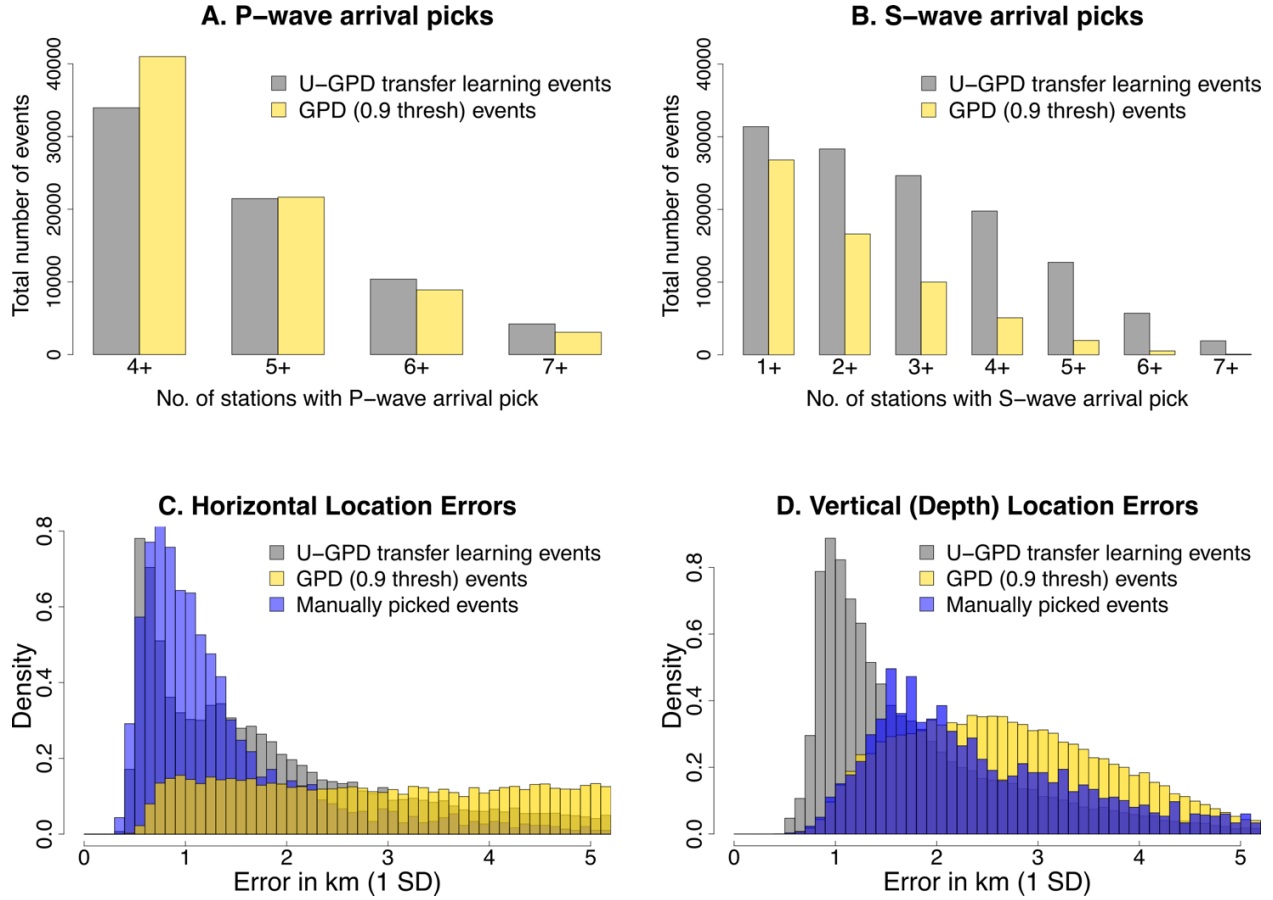 A. P−wave arrival picks
Total number of events
0
10000
20000
30000
40000
U−GPD transfer learning events
GPD (0.9 thresh) events
4+ 5+ 6+ 7+
No. of stations with P−wave arrival pick
B. S−wave arrival picks
Total number of events
0
10000
20000
30000
40000
U−GPD transfer learning events
GPD (0.9 thresh) events
1+ 2+ 3+ 4+ 5+ 6+ 7+
No. of stations with S−wave arrival pick
C. Horizontal Location Errors
Density
0.0
0.2
0.4
0.6
0.8
U−GPD transfer learning events
GPD (0.9 thresh) events
Manually picked events
0 1 2 3 4 5
Error in km (1 SD)
D. Vertical (Depth) Location Errors
Density
0.0
0.2
0.4
0.6
0.8
U−GPD transfer learning events
GPD (0.9 thresh) events
Manually picked events
0 1 2 3 4 5
Error in km (1 SD)